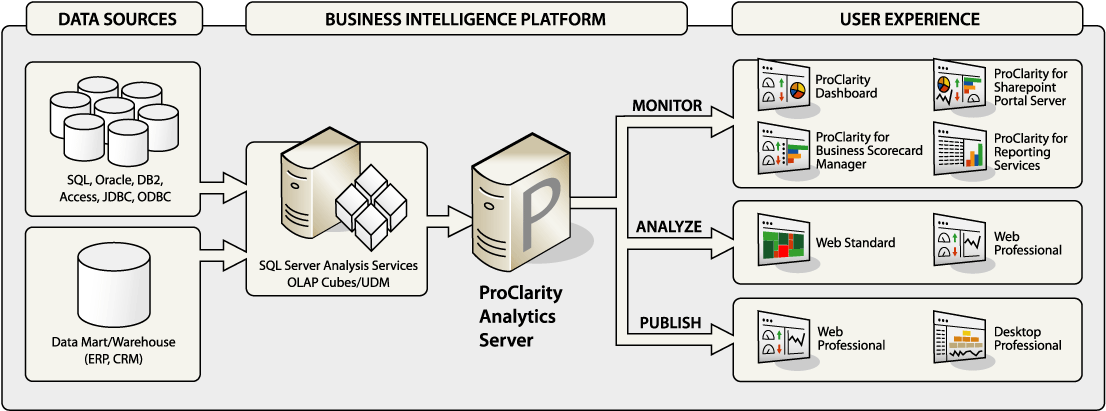 DATA SOURCES
BUSINESS INTELLIGENCE PLATFORM
USER EXPERIENCE
SQL, Oracle, DB2,
Access, JDBC, ODBC
Data Mart/Warehouse
(ERP, CRM)
SQL Server Analysis Services
OLAP Cubes/UDM
P
ProClarity
Analytics
Server
MONITOR
ProClarity
Dashboard
ProClarity for
Sharepoint
Portal Server
ProClarity for
Business Scorecard
Manager
ProClarity for
Reporting
Services
ANALYZE
Web Standard
Web
Professional
PUBLISH
Web
Professional
Desktop
Professional